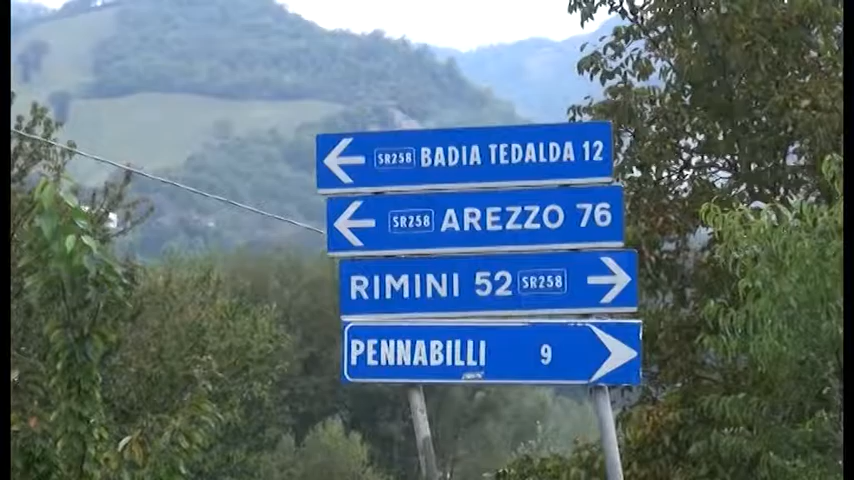 SR258 BADIA TEDALDA 12
SR258 AREZZO 76
RIMINI 52 SR258
PENNABILLI 9